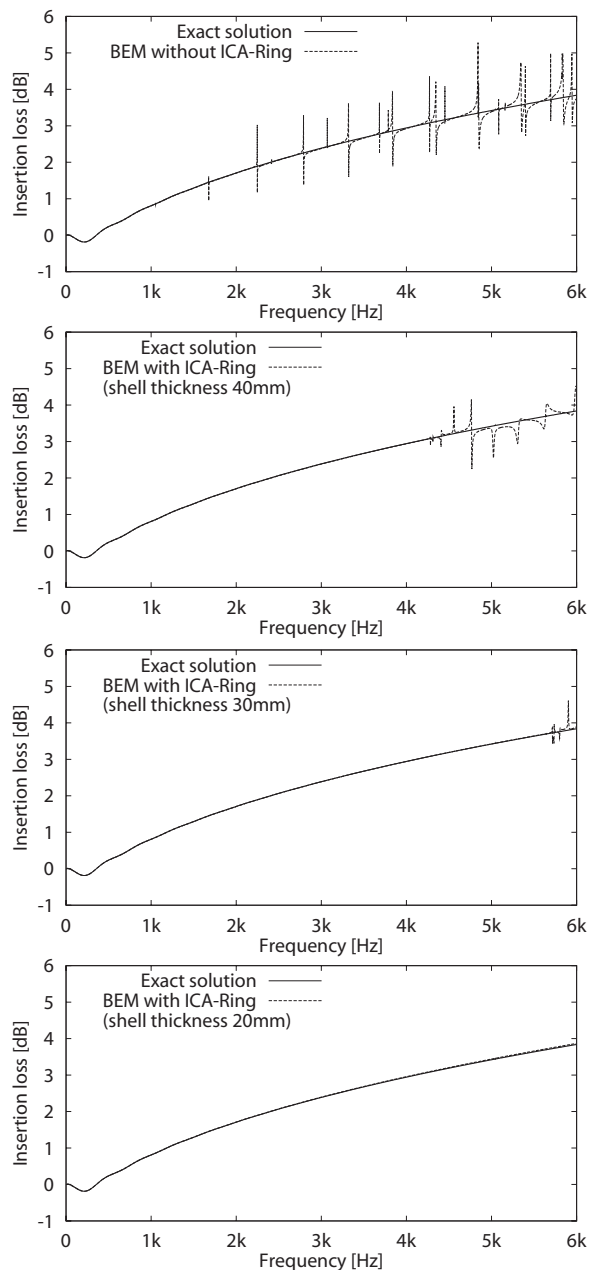 Exact solution
BEM without ICA-Ring
Insertion loss [dB]
6
5
4
3
2
1
0
-1
0 1k 2k 3k 4k 5k 6k
Frequency [Hz]
Exact solution
BEM with ICA-Ring
(shell thickness 40mm)
Insertion loss [dB]
6
5
4
3
2
1
0
-1
0 1k 2k 3k 4k 5k 6k
Frequency [Hz]
Exact solution
BEM with ICA-Ring
(shell thickness 30mm)
Insertion loss [dB]
6
5
4
3
2
1
0
-1
0 1k 2k 3k 4k 5k 6k
Frequency [Hz]
Exact solution
BEM with ICA-Ring
(shell thickness 20mm)
Insertion loss [dB]
6
5
4
3
2
1
0
-1
0 1k 2k 3k 4k 5k 6k
Frequency [Hz]